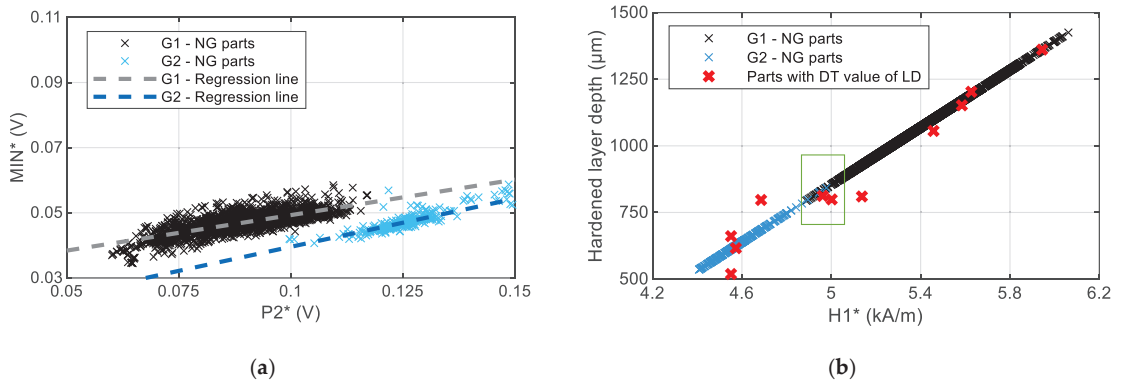 0.11
0.09
0.07
0.05
0.03
MIN* (V)
G1 - NG parts
G2 - NG parts
G1 - Regression line
G2 - Regression line
0.05
0.075
0.1
0.125
0.15
P2* (V)
(a)
1500
1250
1000
750
500
Hardened layer depth (μm)
G1 - NG parts
G2 - NG parts
Parts with DT value of LD
4.2
4.6
5
5.4
5.8
6.2
H1* (kA/m)
(b)